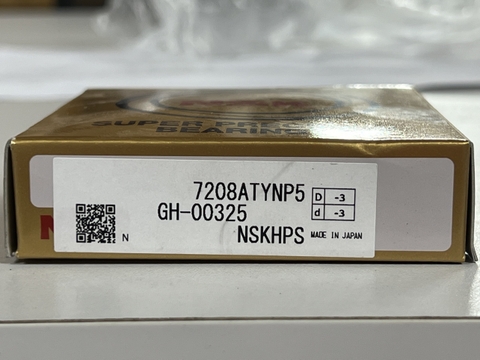 SUPER PRECISION
BEARING
7208ATYNP5
D -3
GH-00325
d -3
N
NSKHPS MADE IN JAPAN